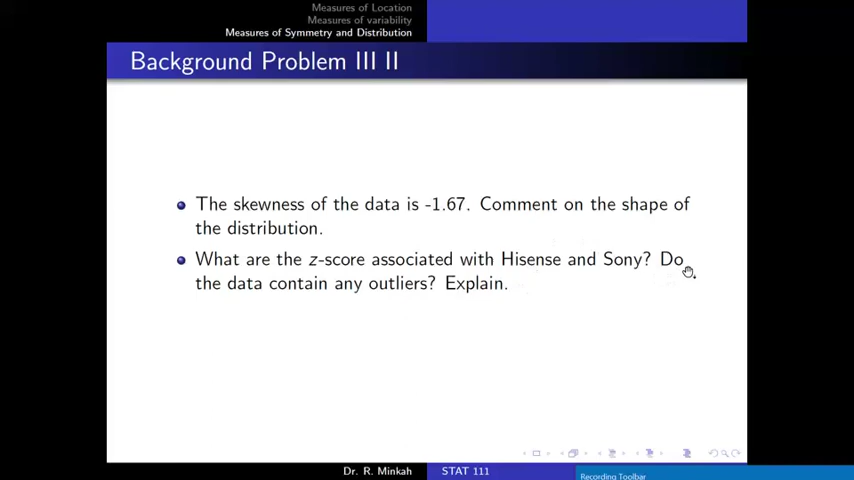 Measures of Location
Measures of variability
Measures of Symmetry and Distribution
Background Problem III II
The skewness of the data is -1.67. Comment on the shape of
the distribution.
What are the z-score associated with Hisense and Sony? Do
the data contain any outliers? Explain.
Dr. R. Minkah
STAT 111
Recording Toolbar